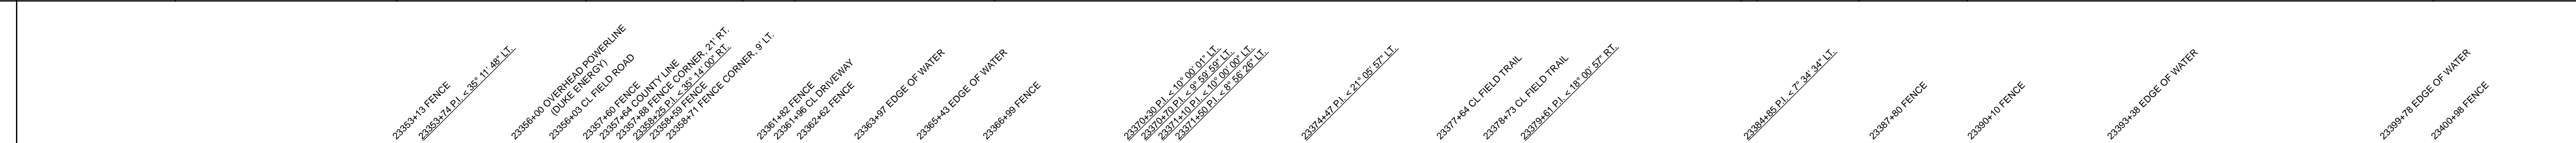 23353+13 FENCE
23353+74 P.I. < 35° 11' 48" LT.
23356+00 OVERHEAD POWERLINE
(DUKE ENERGY)
23356+03 CL FIELD ROAD
23357+60 FENCE
23357+64 COUNTY LINE
23357+88 FENCE CORNER, 21' RT.
23358+25 P.I. < 35° 14' 00" RT.
23358+59 FENCE
23358+71 FENCE CORNER, 9' LT.
23361+82 FENCE
23361+96 CL DRIVEWAY
23362+62 FENCE
23363+97 EDGE OF WATER
23365+43 EDGE OF WATER
23366+99 FENCE
23370+30 P.I. < 10° 00' 01" LT.
23370+70 P.I. < 9° 59' 59" LT.
23371+10 P.I. < 10° 00' 00" LT.
23371+50 P.I. < 8° 56' 26" LT.
23374+47 P.I. < 21° 05' 57" LT.
23377+64 CL FIELD TRAIL
23378+73 CL FIELD TRAIL
23379+61 P.I. < 18° 00' 57" RT.
23384+85 P.I. < 7° 34' 34" LT.
23387+80 FENCE
23390+10 FENCE
23393+38 EDGE OF WATER
23399+78 EDGE OF WATER
23400+98 FENCE